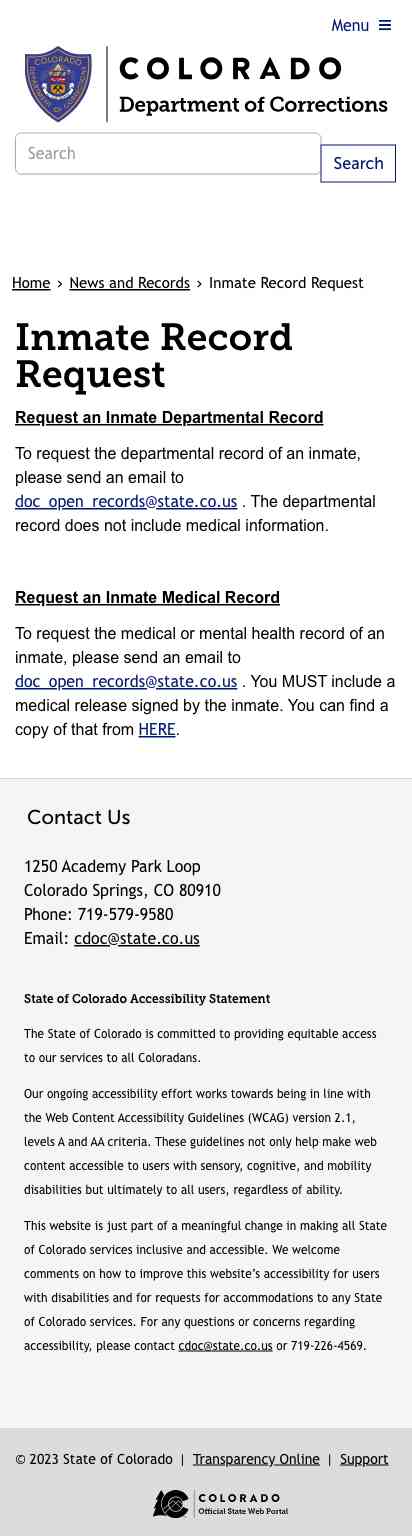 Menu
COLORADO
Department of Corrections
Search
Search
Home › News and Records › Inmate Record Request
Inmate Record
Request
Request an Inmate Departmental Record
To request the departmental record of an inmate,
please send an email to
doc_open_records@state.co.us . The departmental
record does not include medical information.
Request an Inmate Medical Record
To request the medical or mental health record of an
inmate, please send an email to
doc_open_records@state.co.us . You MUST include a
medical release signed by the inmate. You can find a
copy of that from HERE.
Contact Us
1250 Academy Park Loop
Colorado Springs, CO 80910
Phone: 719-579-9580
Email: cdoc@state.co.us
State of Colorado Accessibility Statement
The State of Colorado is committed to providing equitable access
to our services to all Coloradans.
Our ongoing accessibility effort works towards being in line with
the Web Content Accessibility Guidelines (WCAG) version 2.1,
levels A and AA criteria. These guidelines not only help make web
content accessible to users with sensory, cognitive, and mobility
disabilities but ultimately to all users, regardless of ability.
This website is just part of a meaningful change in making all State
of Colorado services inclusive and accessible. We welcome
comments on how to improve this website’s accessibility for users
with disabilities and for requests for accommodations to any State
of Colorado services. For any questions or concerns regarding
accessibility, please contact cdoc@state.co.us or 719-226-4569.
© 2023 State of Colorado | Transparency Online | Support
COLORADO
Official State Web Portal